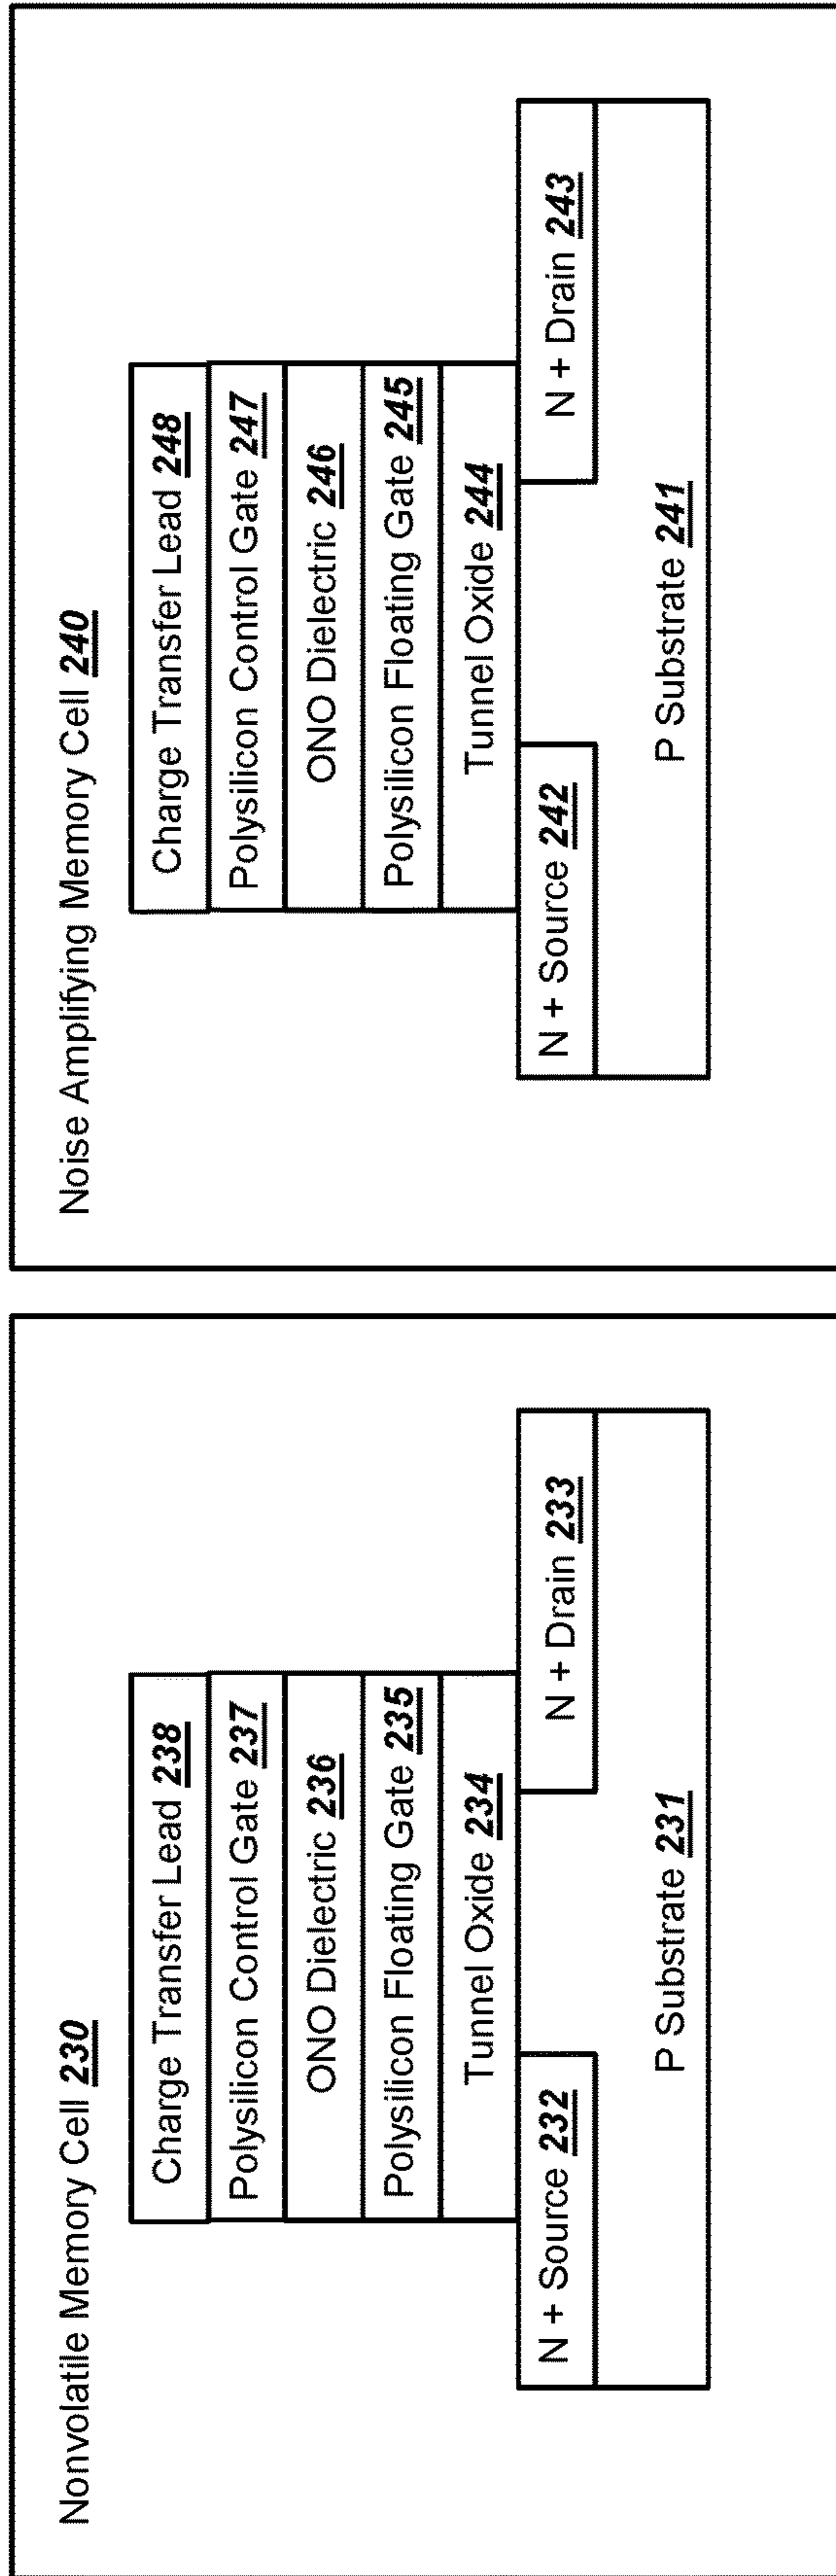 Nonvolatile Memory Cell 230
Charge Transfer Lead 238
Polysilicon Control Gate 237
ONO Dielectric 236
Polysilicon Floating Gate 235
Tunnel Oxide 234
N + Source 232
N + Drain 233
P Substrate 231
Noise Amplifying Memory Cell 240
Charge Transfer Lead 248
Polysilicon Control Gate 247
ONO Dielectric 246
Polysilicon Floating Gate 245
Tunnel Oxide 244
N + Source 242
N + Drain 243
P Substrate 241